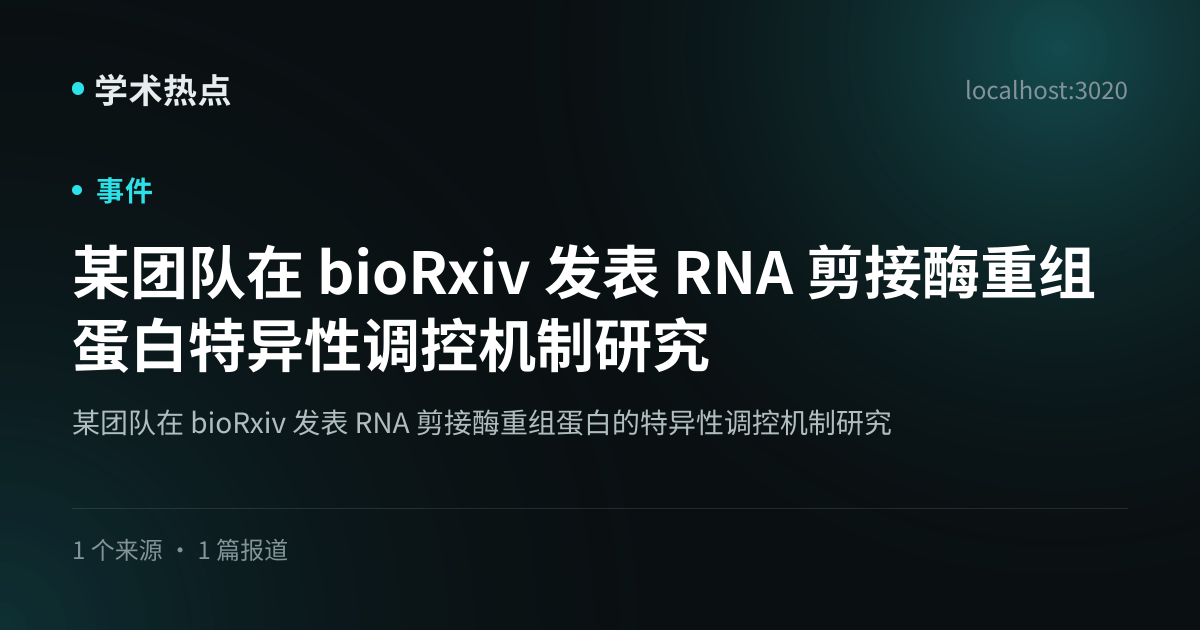 学术热点
localhost:3020
事件
某团队在 bioRxiv 发表 RNA 剪接酶重组
蛋白特异性调控机制研究
某团队在 bioRxiv 发表 RNA 剪接酶重组蛋白的特异性调控机制研究
1 个来源 · 1 篇报道